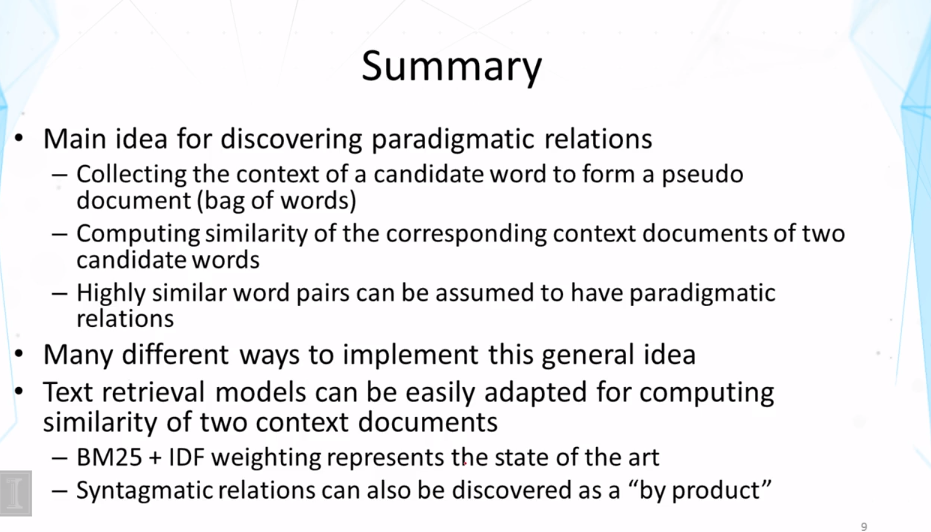 Summary
• Main idea for discovering paradigmatic relations
– Collecting the context of a candidate word to form a pseudo
document (bag of words)
– Computing similarity of the corresponding context documents of two
candidate words
– Highly similar word pairs can be assumed to have paradigmatic
relations
• Many different ways to implement this general idea
• Text retrieval models can be easily adapted for computing
similarity of two context documents
– BM25 + IDF weighting represents the state of the art
– Syntagmatic relations can also be discovered as a “by product”
I
9